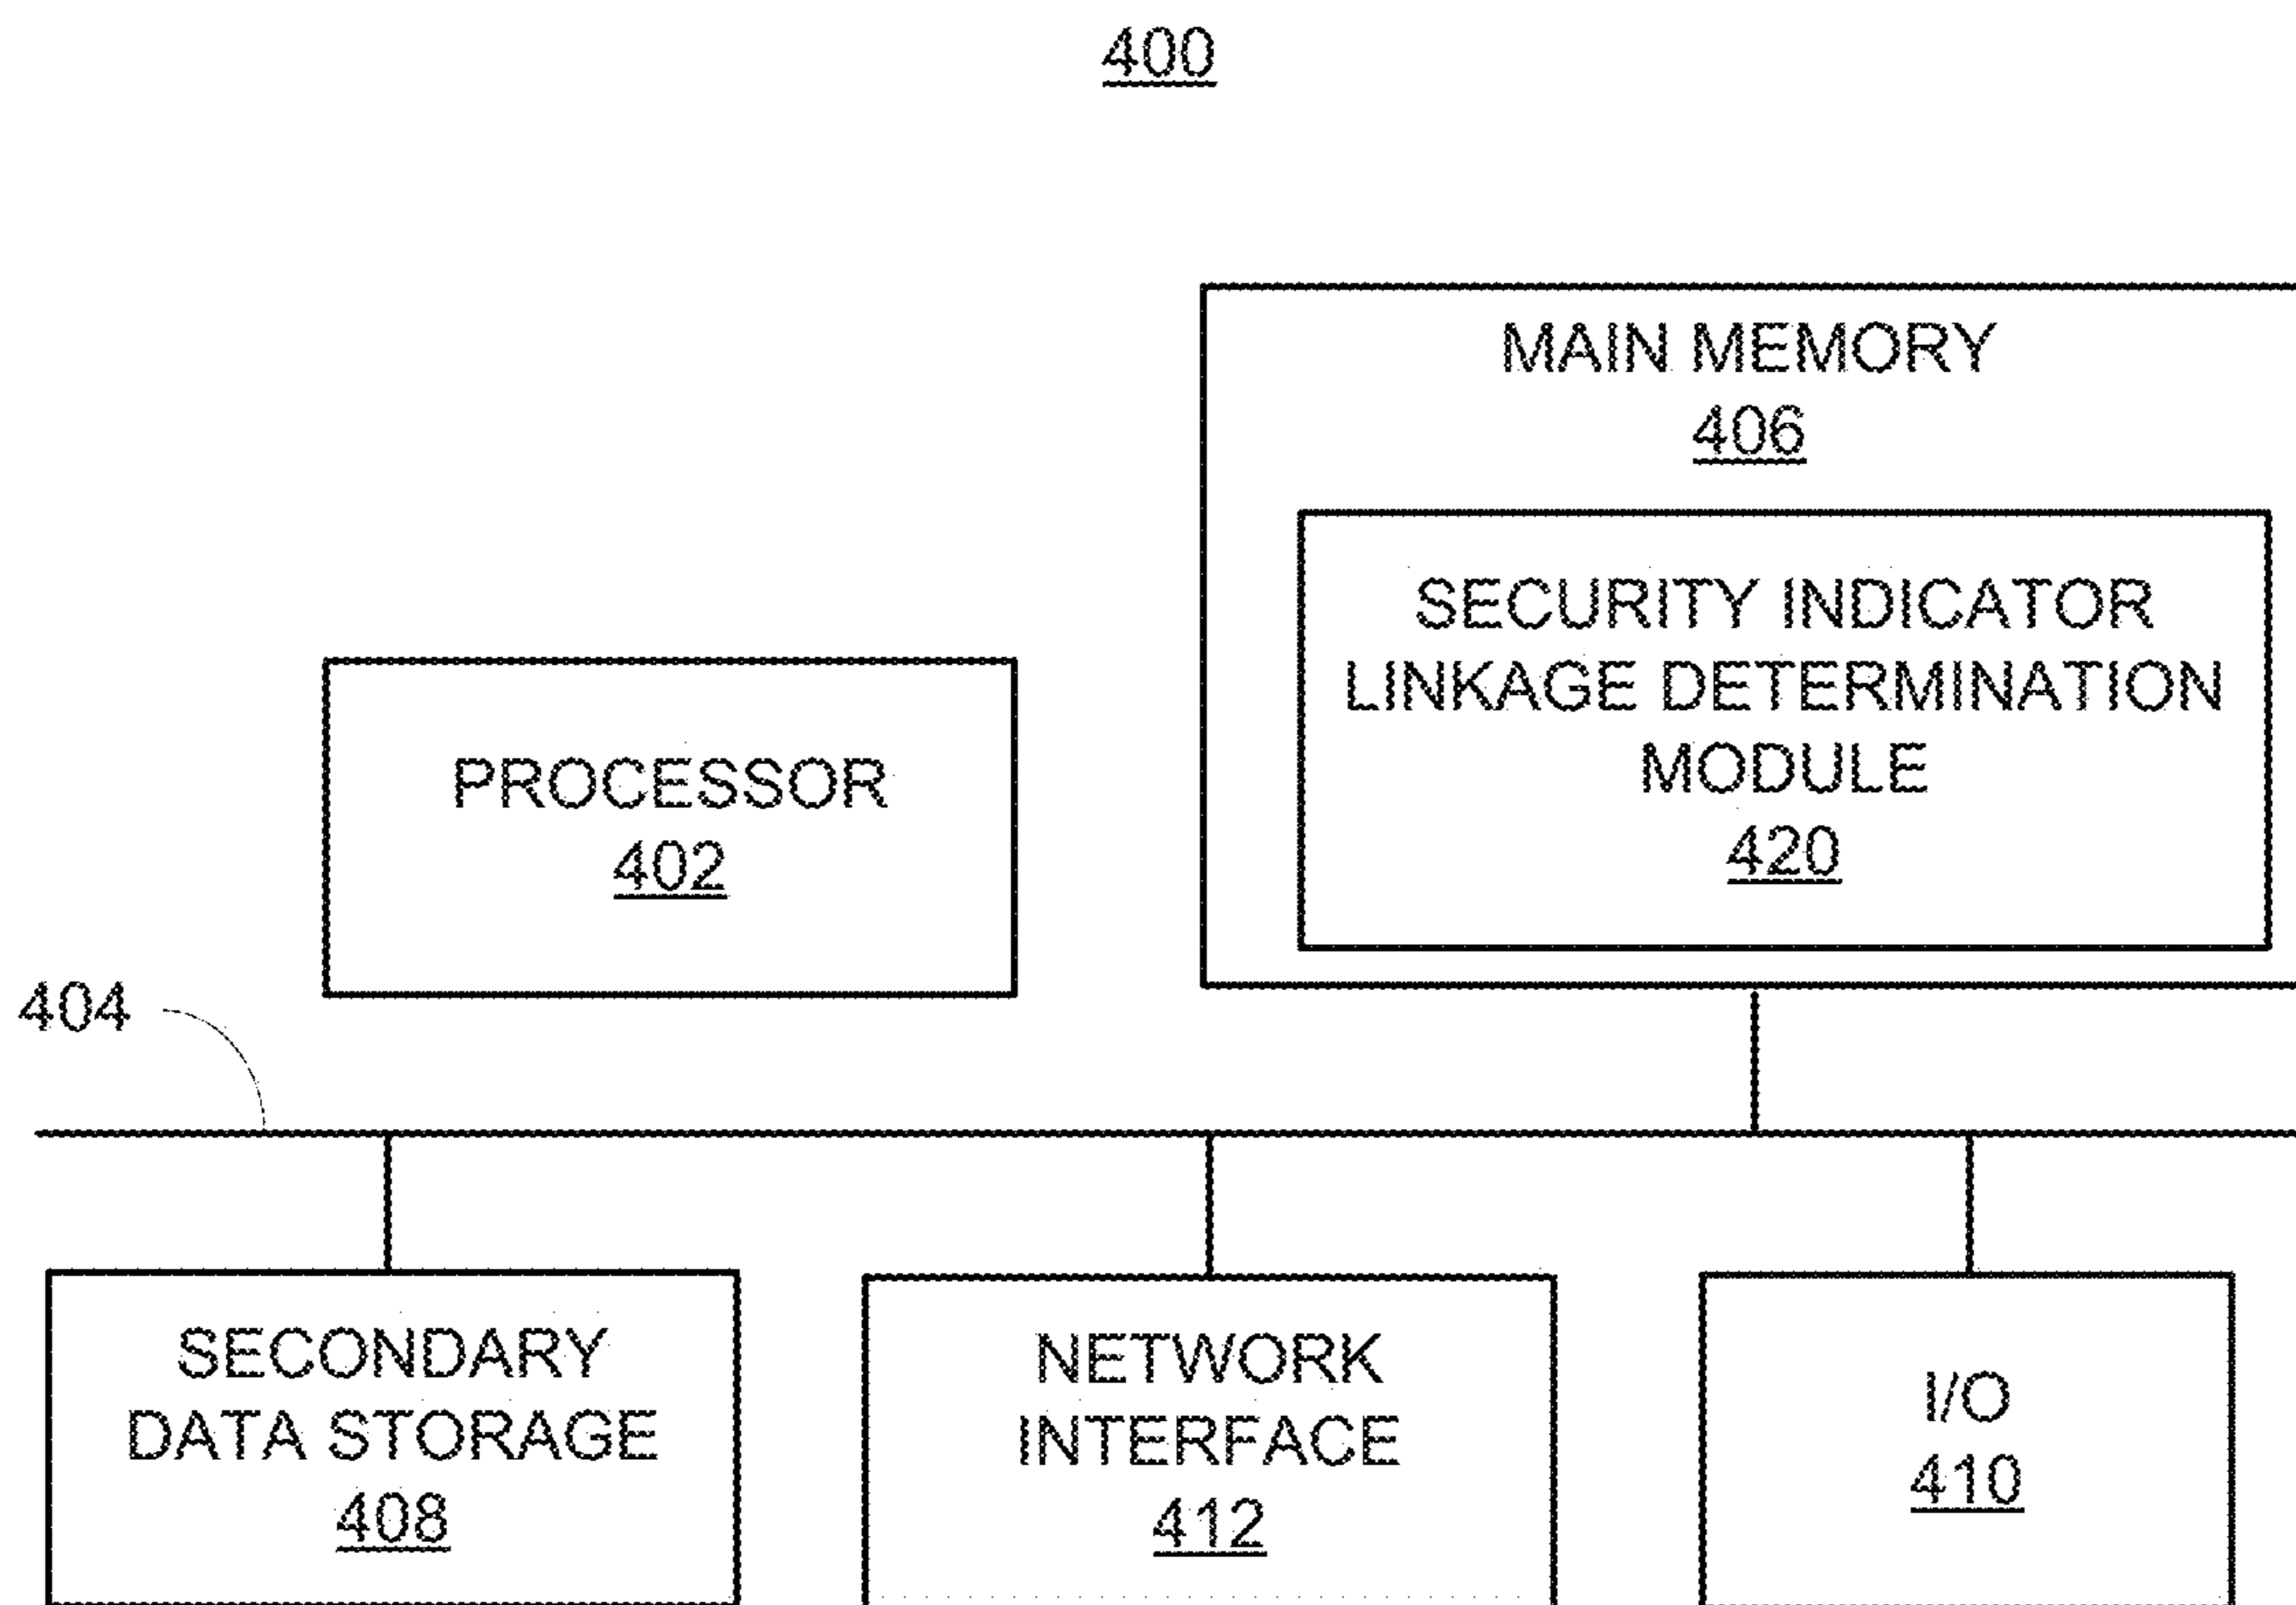 400
MAIN MEMORY
406
SECURITY INDICATOR
LINKAGE DETERMINATION
MODULE
420
PROCESSOR
402
404
SECONDARY
DATA STORAGE
408
NETWORK
INTERFACE
412
I/O
410